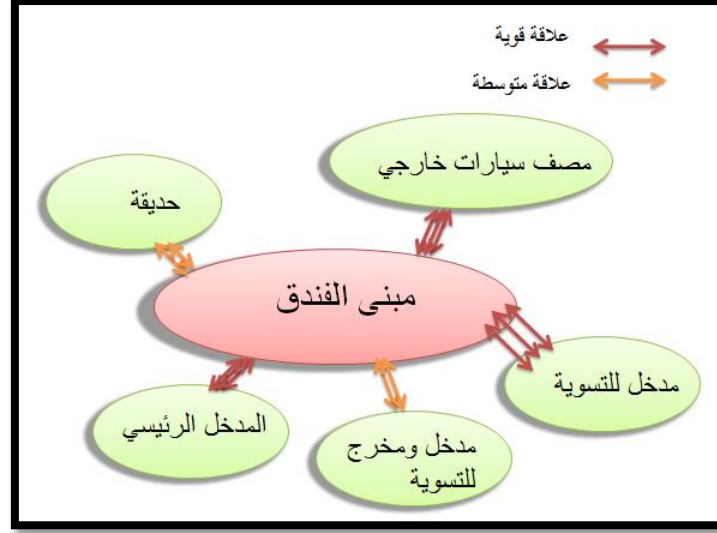 علاقة قوية
علاقة متوسطة
مصف سيارات خارجي
حديقة
مبنى الفندق
مدخل للتسوية
المدخل الرئيسي
مدخل ومخرج
للتسوية